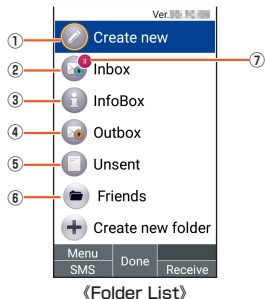 Ver.
① Create new
② 3 Inbox ⑦
③ InfoBox
④ Outbox
⑤ Unsent
⑥ Friends
Create new folder
Menu
Done
SMS Receive
《Folder List》